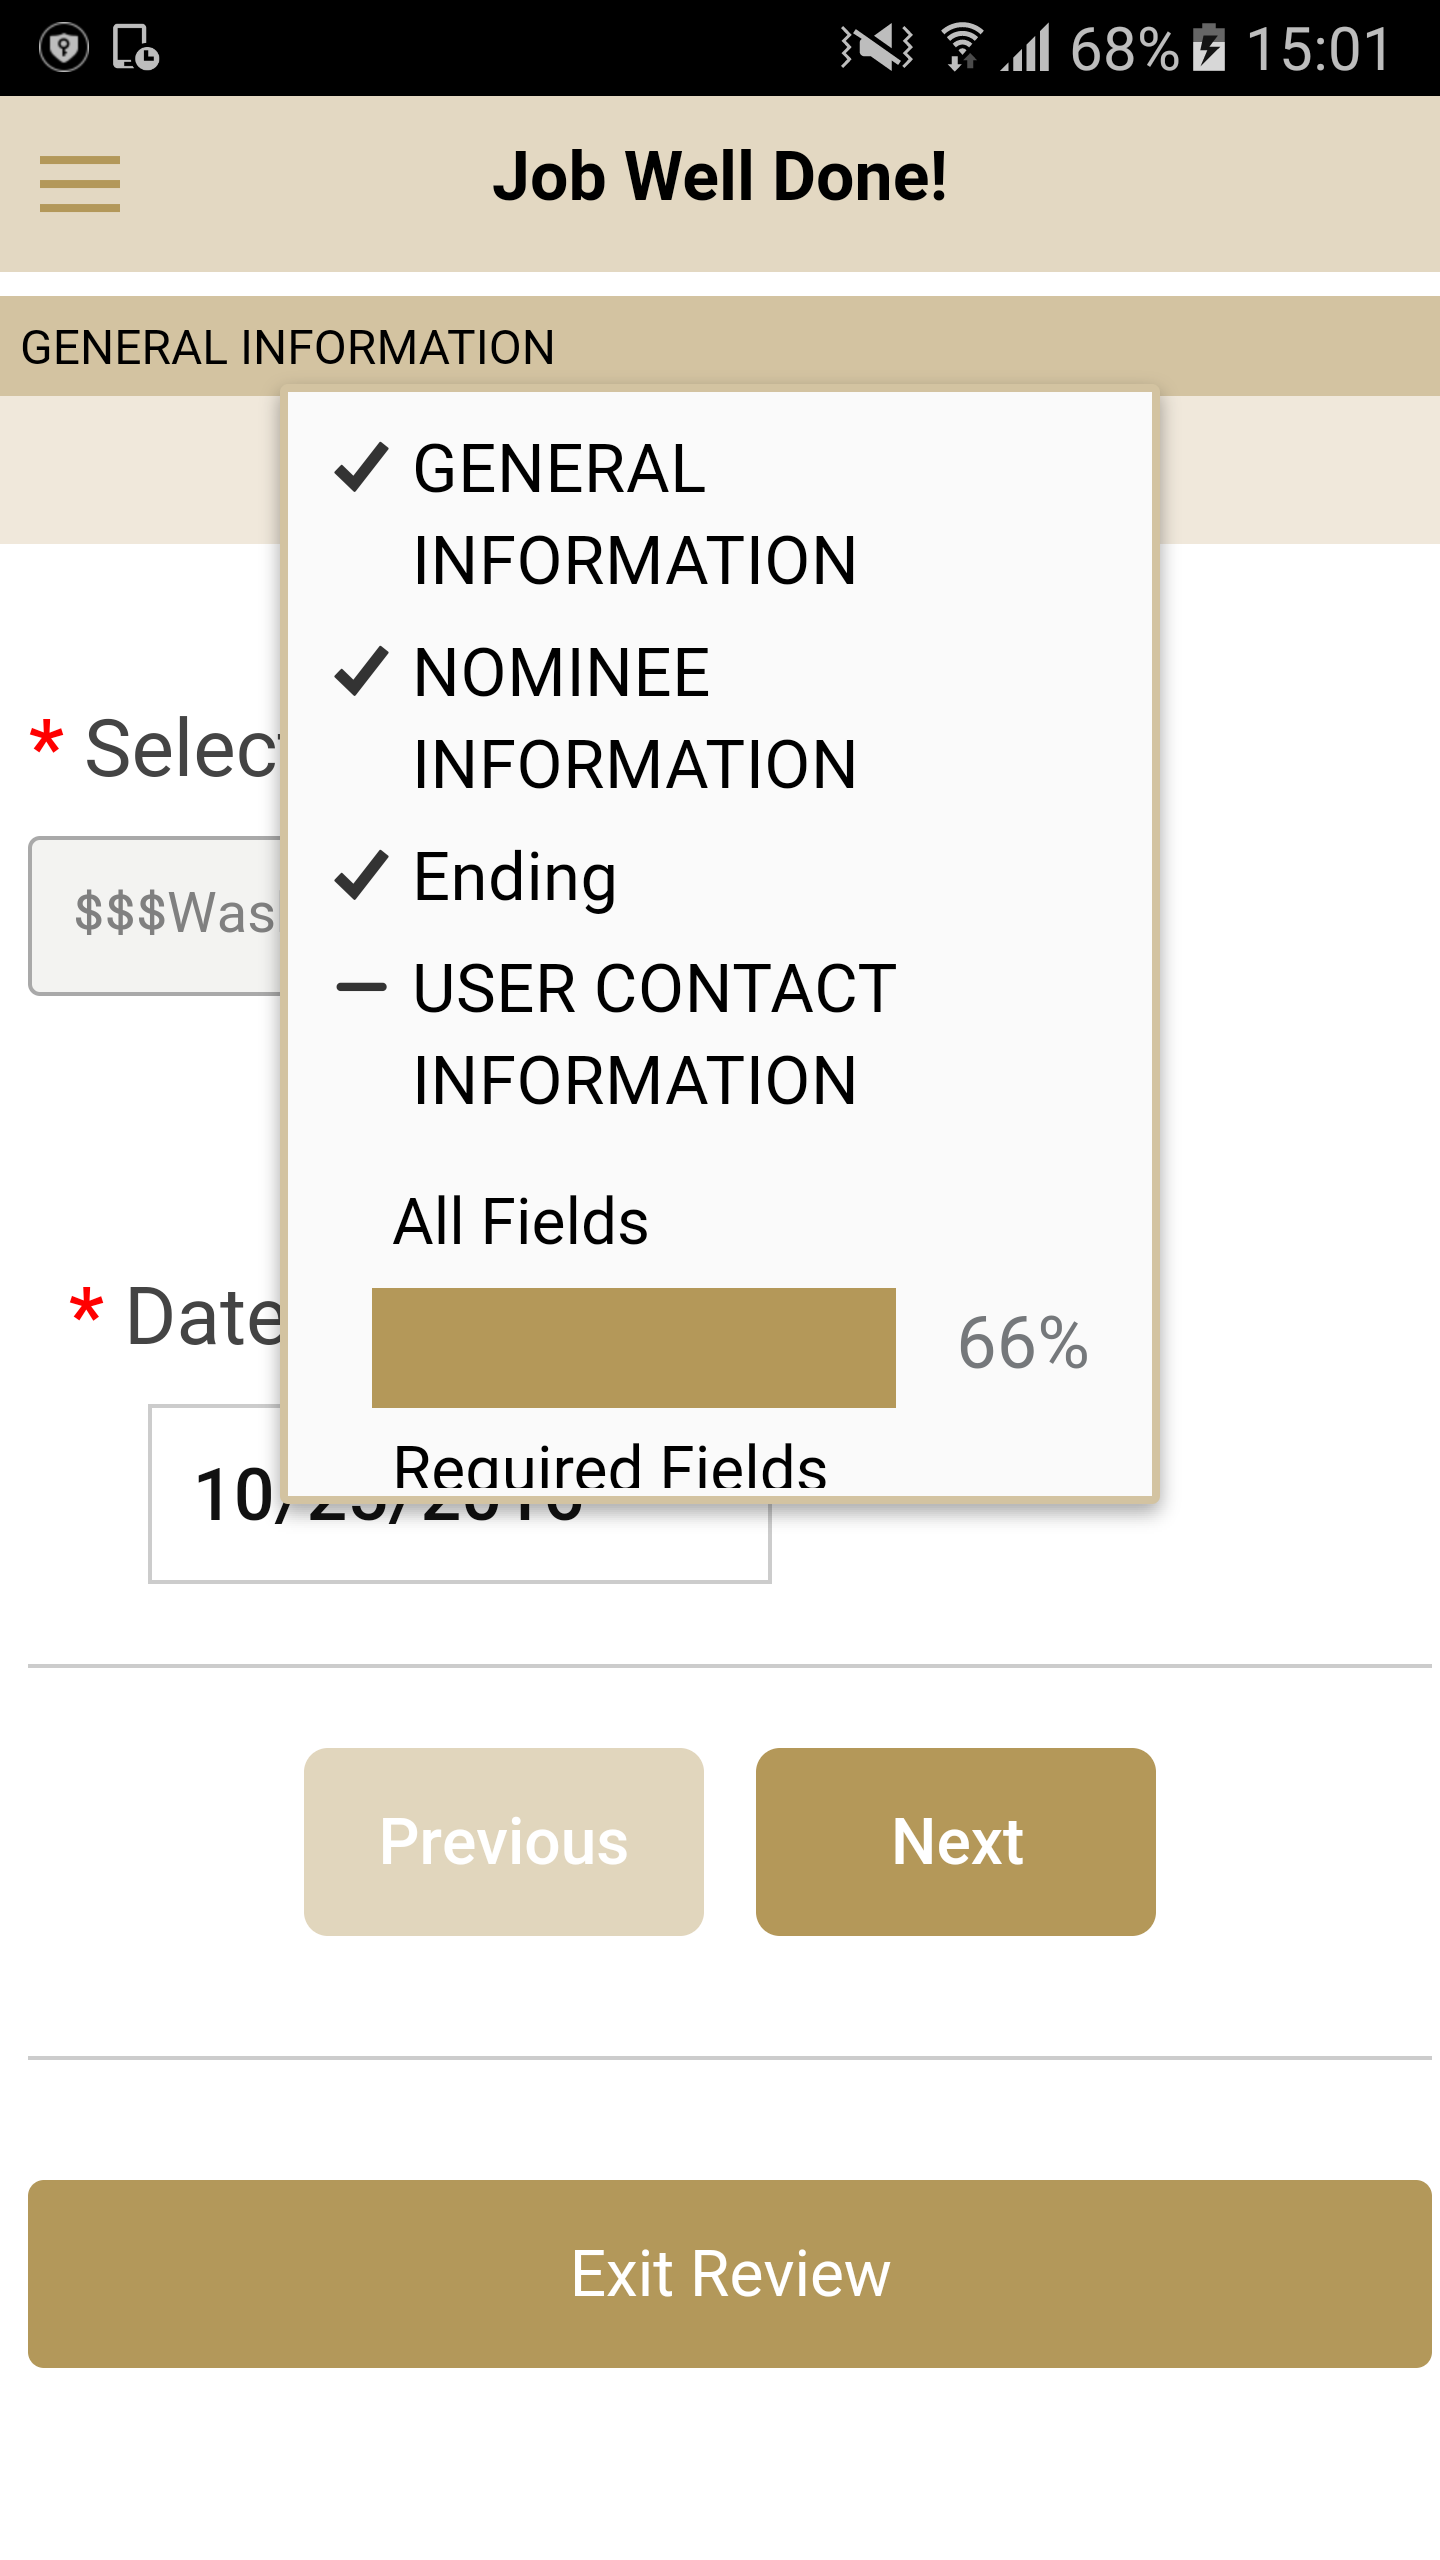 68% 15:01
Job Well Done!
GENERAL INFORMATION
GENERAL
INFORMATION
NOMINEE
INFORMATION
* Select
Ending
$$$Was
USER CONTACT
INFORMATION
All Fields
* Date
66%
Required Fields
Previous
Next
Exit Review